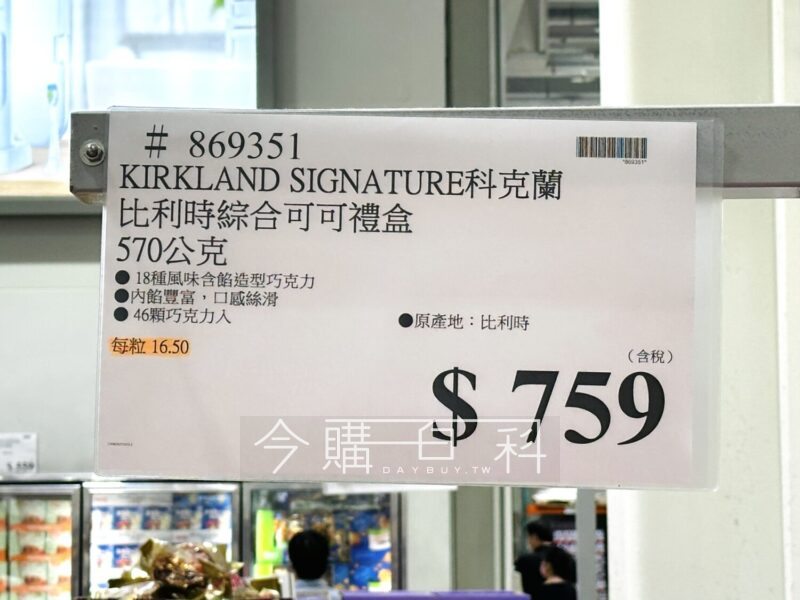 # 869351
"869351"
KIRKLAND SIGNATURE科克蘭
比利時綜合可可禮盒
570公克
● 18種風味含餡造型巧克力
●內餡豐富，口感絲滑
● 46顆巧克力入
●原產地：比利時
每粒 16.50
（含稅）
$ 759
今購百科
DAYBUY.TW